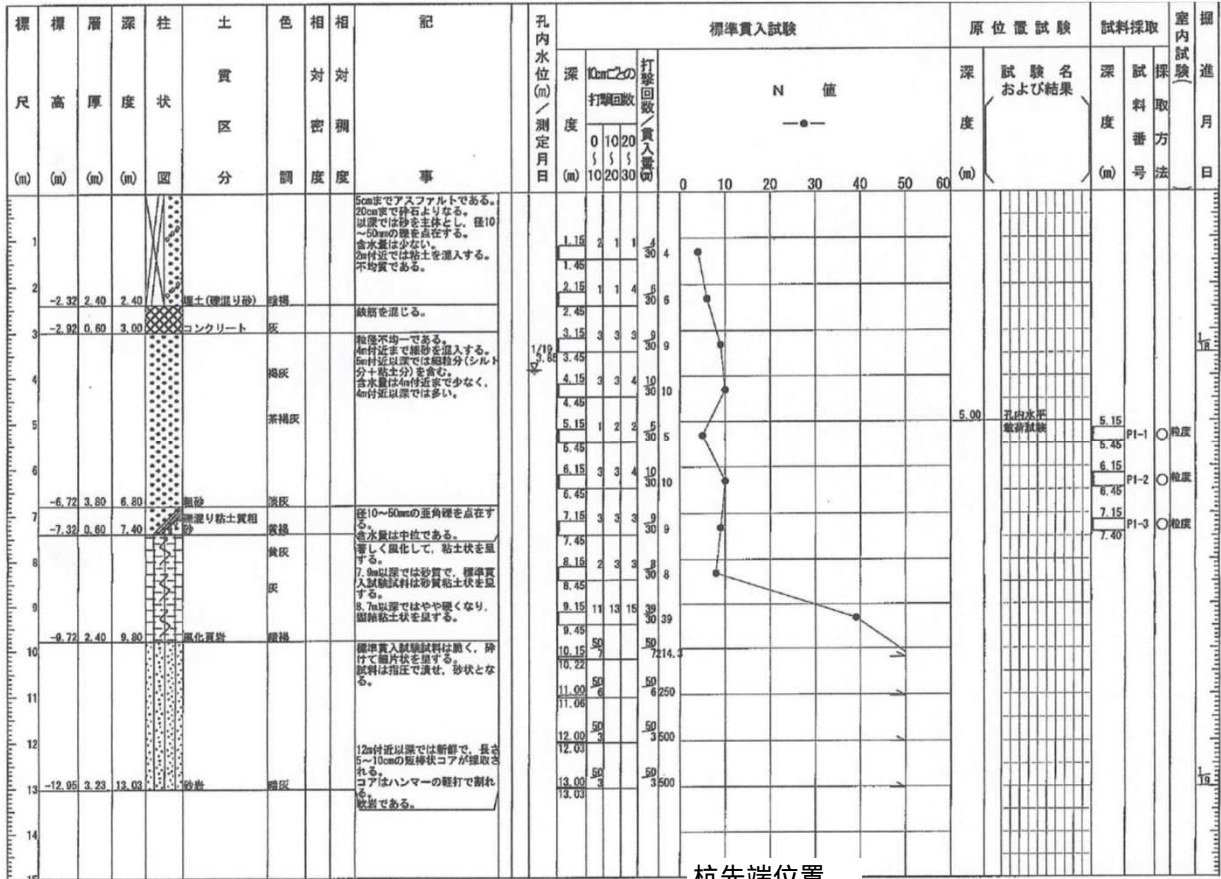 標尺(m)
標高(m)
層厚(m)
深度(m)
柱状図
土質区分
色調
相対密度
相対稠度
記事
孔内水位(m)／測定月日
標準貫入試験
深度(m)
10cmごとの打撃回数
0〜10
10〜20
20〜30
打撃回数／貫入量
N 値
0 10 20 30 40 50 60
原位置試験
深度(m)
試験名および結果
試料採取
深度(m)
試料番号
採取方法
室内試験
掘進月日
-2.32 2.40 2.40 埋土(礫混り砂) 暗褐
5cmまでアスファルトである。
20cmまで砕石よりなる。
以深では砂を主体とし、径10
〜50mmの礫を点在する。
含水量は少ない。
2m付近では粘土を混入する。
不均質である。
-2.92 0.60 3.00 コンクリート 灰
鉄筋を混じる。
-6.72 3.80 6.80 粗砂
褐灰
茶褐灰
淡灰
粒径不均一である。
4m付近まで細砂を混入する。
5m付近以深では細粒分(シルト
分＋粘土分)を含む。
含水量は4m付近まで少なく、
4m付近以深では多い。
-7.32 0.60 7.40 礫混り粘土質粗砂 黄褐
径10〜50mmの亜角礫を点在す
る。
含水量は中位である。
-9.72 2.40 9.80 風化頁岩
黄灰
灰
暗褐
著しく風化して、粘土状を呈
する。
7.9m以深では砂質で、標準貫
入試験試料は砂質粘土状を呈
する。
8.7m以深ではやや硬くなり、
固結粘土状を呈する。
-12.95 3.23 13.03 砂岩 暗灰
標準貫入試験試料は脆く、砕
けて細片状を呈する。
試料は指圧で潰せ、砂状とな
る。
12m付近以深では新鮮で、長さ
5〜10cmの短棒状コアが採取さ
れる。
コアはハンマーの軽打で割れ
る。
軟岩である。
1 2 3 4 5 6 7 8 9 10 11 12 13 14 15
1/19
1.15 2 1 1 4/30 4
1.45
2.15 1 1 4 6/30 6
2.45
3.15 3 3 3 9/30 9
3.45
4.15 3 3 4 10/30 10
4.45
5.15 1 2 2 5/30 5
5.45
6.15 3 3 4 10/30 10
6.45
7.15 3 3 3 9/30 9
7.45
8.15 2 3 3 8/30 8
8.45
9.15 11 13 15 39/30 39
9.45
10.15 50/7 50/7 214.3
10.22
11.00 50/6 50/6 250
11.06
12.00 50/3 50/3 500
12.03
13.00 50/3 50/3 500
13.03
5.00 孔内水平
載荷試験
5.15
5.45 P1-1 ○ 粒度
6.15
6.45 P1-2 ○ 粒度
7.15
7.40 P1-3 ○ 粒度
1/18
1/19
杭先端位置